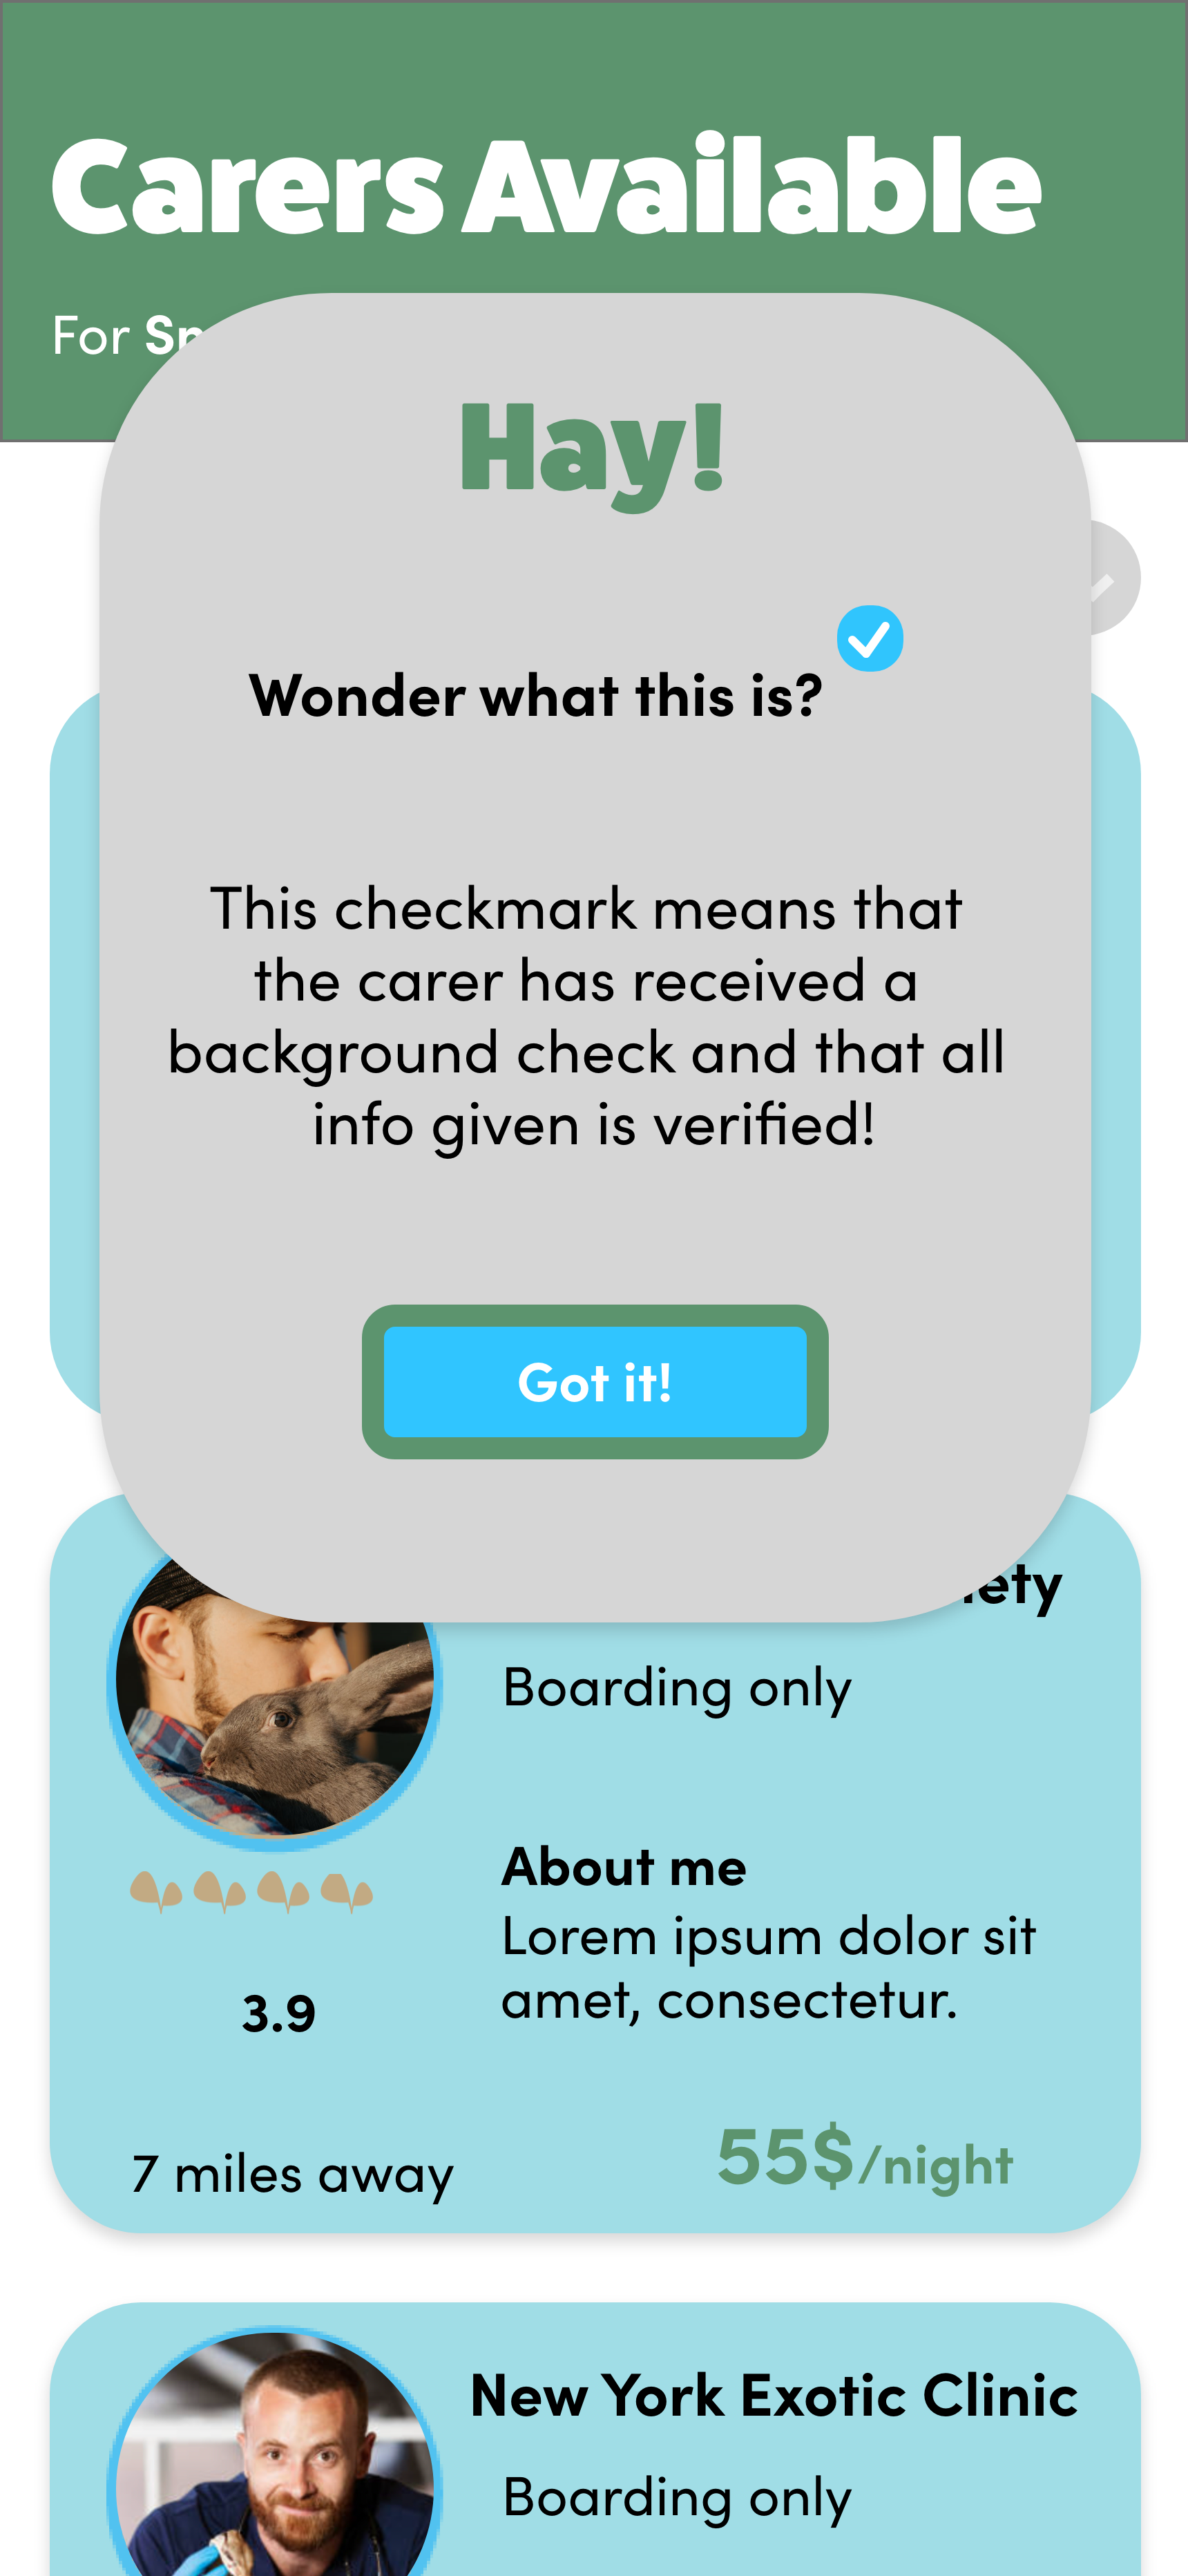 Carers Available
For
Hay!
Wonder what this is?
This checkmark means that
the carer has received a
background check and that all
info given is verified!
Got it!
Boarding only
About me
Lorem ipsum dolor sit
amet, consectetur.
3.9
7 miles away
55$/night
New York Exotic Clinic
Boarding only